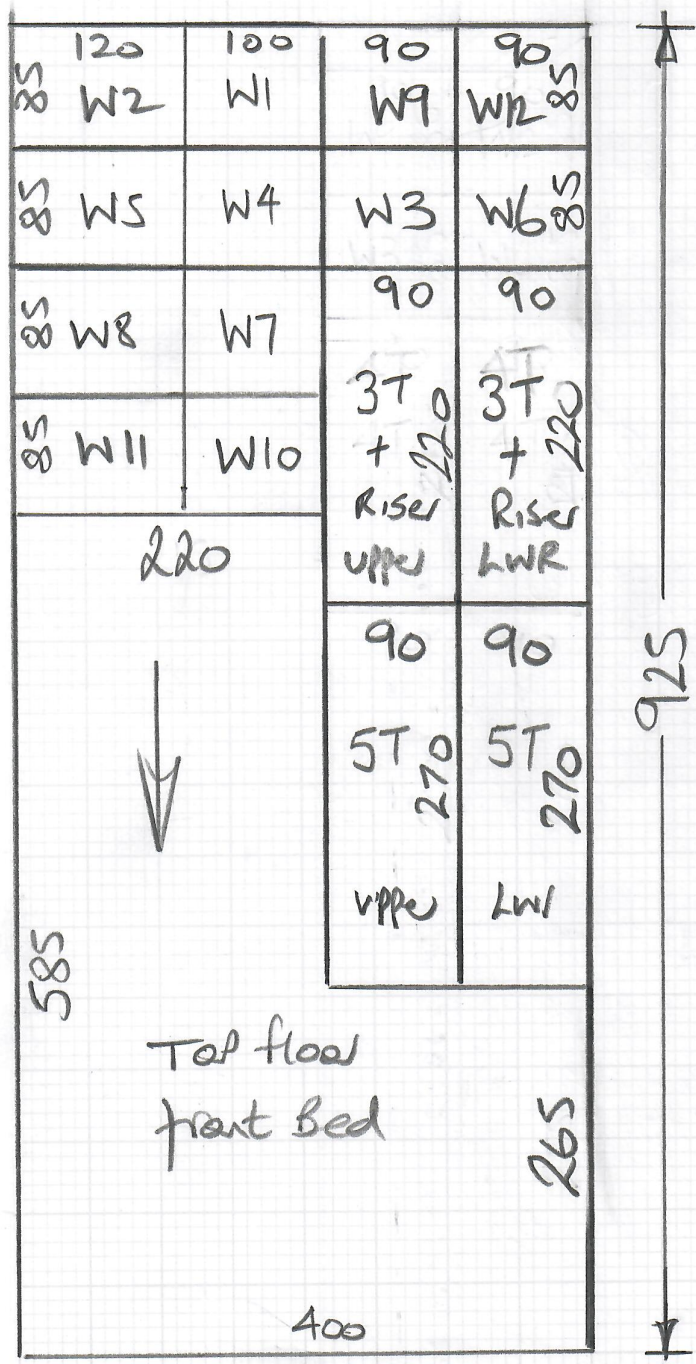 120 100 90 90
85 W2 W1 W9 W12 85
85 W5 W4 W3 W6 85
90 90
85 W8 W7
3T 3T
+ 220 + 220
85 W11 W10
Riser Riser
upper LWR
220
90 90
925
5T 270 5T 270
upper LWr
585
Top floor
front Bed
265
400